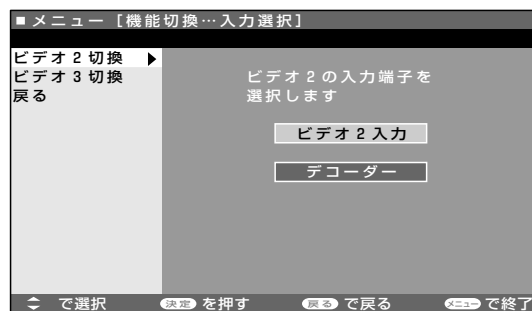 ■メニュー［機能切換…入力選択］
ビデオ２切換
ビデオ３切換
戻る
ビデオ２の入力端子を
選択します
ビデオ２入力
デコーダー
で選択 決定 を押す 戻る で戻る メニュー で終了